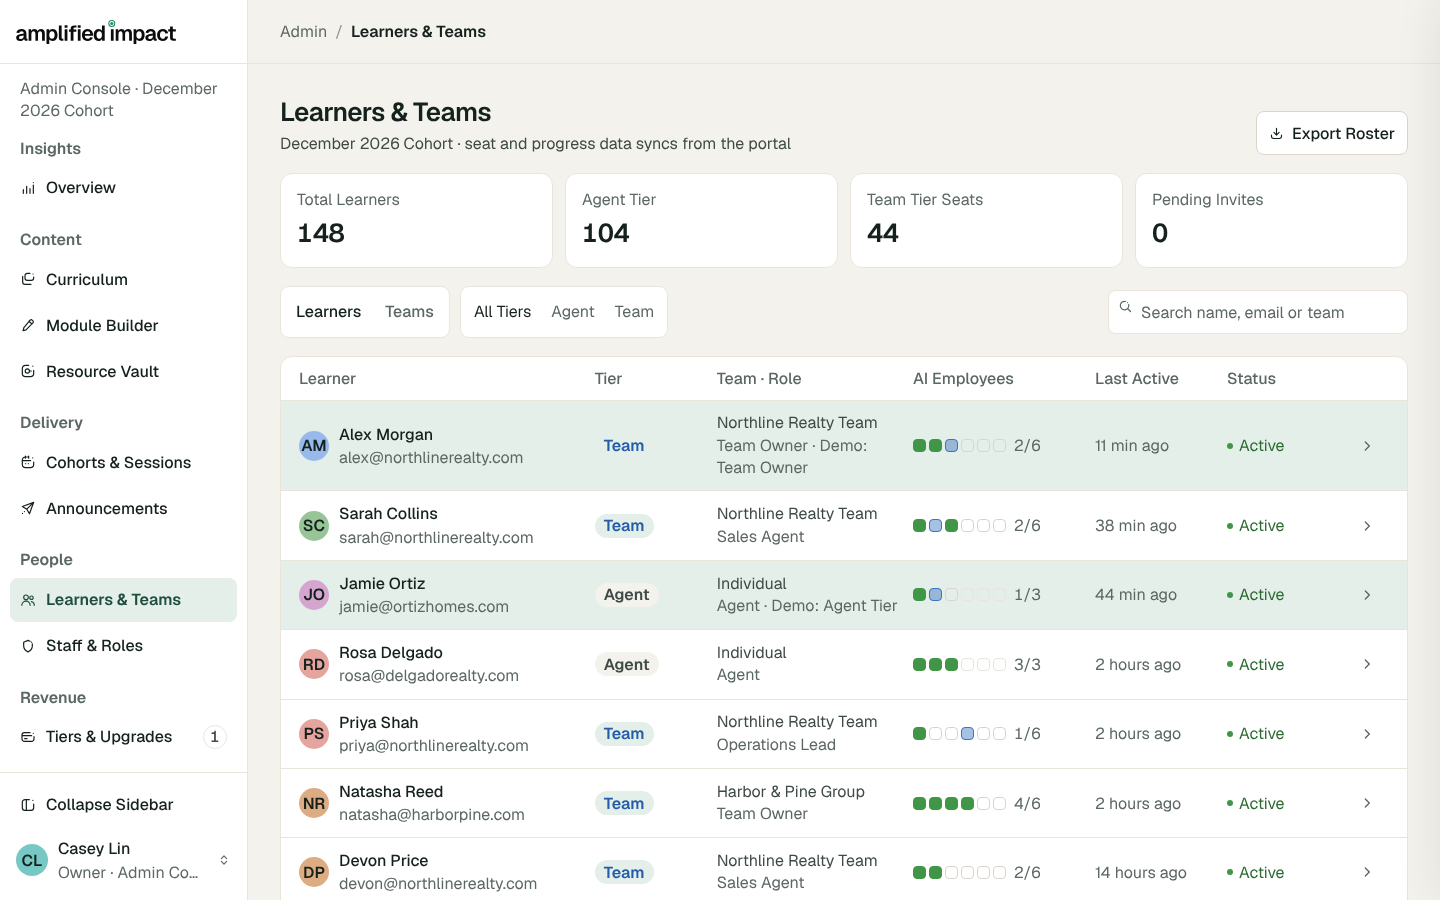 amplified impact
Admin Console · December
2026 Cohort
Insights
Overview
Content
Curriculum
Module Builder
Resource Vault
Delivery
Cohorts & Sessions
Announcements
People
Learners & Teams
Staff & Roles
Revenue
Tiers & Upgrades 1
Collapse Sidebar
CL Casey Lin
Owner · Admin Co...
Admin / Learners & Teams
Learners & Teams
December 2026 Cohort · seat and progress data syncs from the portal
Export Roster
Total Learners
148
Agent Tier
104
Team Tier Seats
44
Pending Invites
0
Learners Teams
All Tiers Agent Team
Search name, email or team
Learner Tier Team · Role AI Employees Last Active Status
AM Alex Morgan
alex@northlinerealty.com
Team
Northline Realty Team
Team Owner · Demo:
Team Owner
2/6 11 min ago Active
SC Sarah Collins
sarah@northlinerealty.com
Team
Northline Realty Team
Sales Agent
2/6 38 min ago Active
JO Jamie Ortiz
jamie@ortizhomes.com
Agent
Individual
Agent · Demo: Agent Tier
1/3 44 min ago Active
RD Rosa Delgado
rosa@delgadorealty.com
Agent
Individual
Agent
3/3 2 hours ago Active
PS Priya Shah
priya@northlinerealty.com
Team
Northline Realty Team
Operations Lead
1/6 2 hours ago Active
NR Natasha Reed
natasha@harborpine.com
Team
Harbor & Pine Group
Team Owner
4/6 2 hours ago Active
DP Devon Price
devon@northlinerealty.com
Team
Northline Realty Team
Sales Agent
2/6 14 hours ago Active